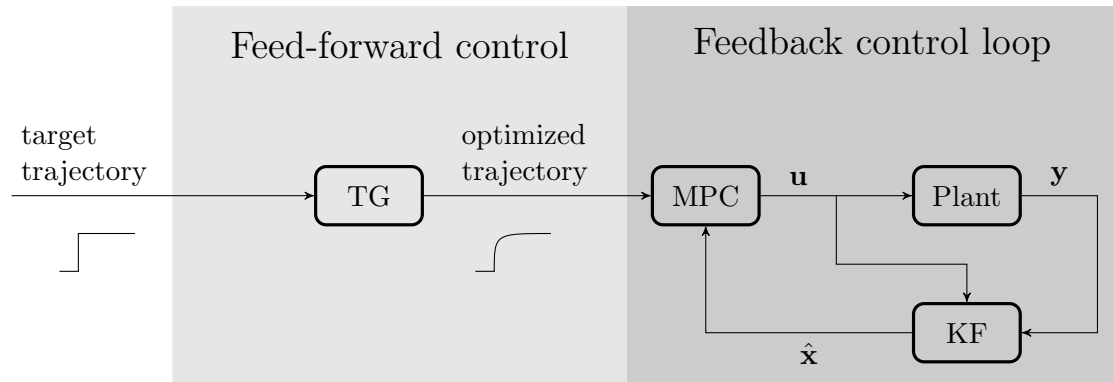 Feed-forward control
Feedback control loop
target
trajectory
optimized
trajectory
TG
MPC
u
Plant
y
KF
x̂